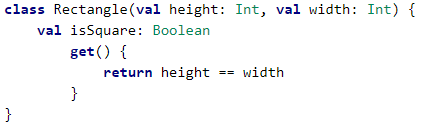 class Rectangle(val height: Int, val width: Int) {
    val isSquare: Boolean
        get() {
            return height == width
        }
}